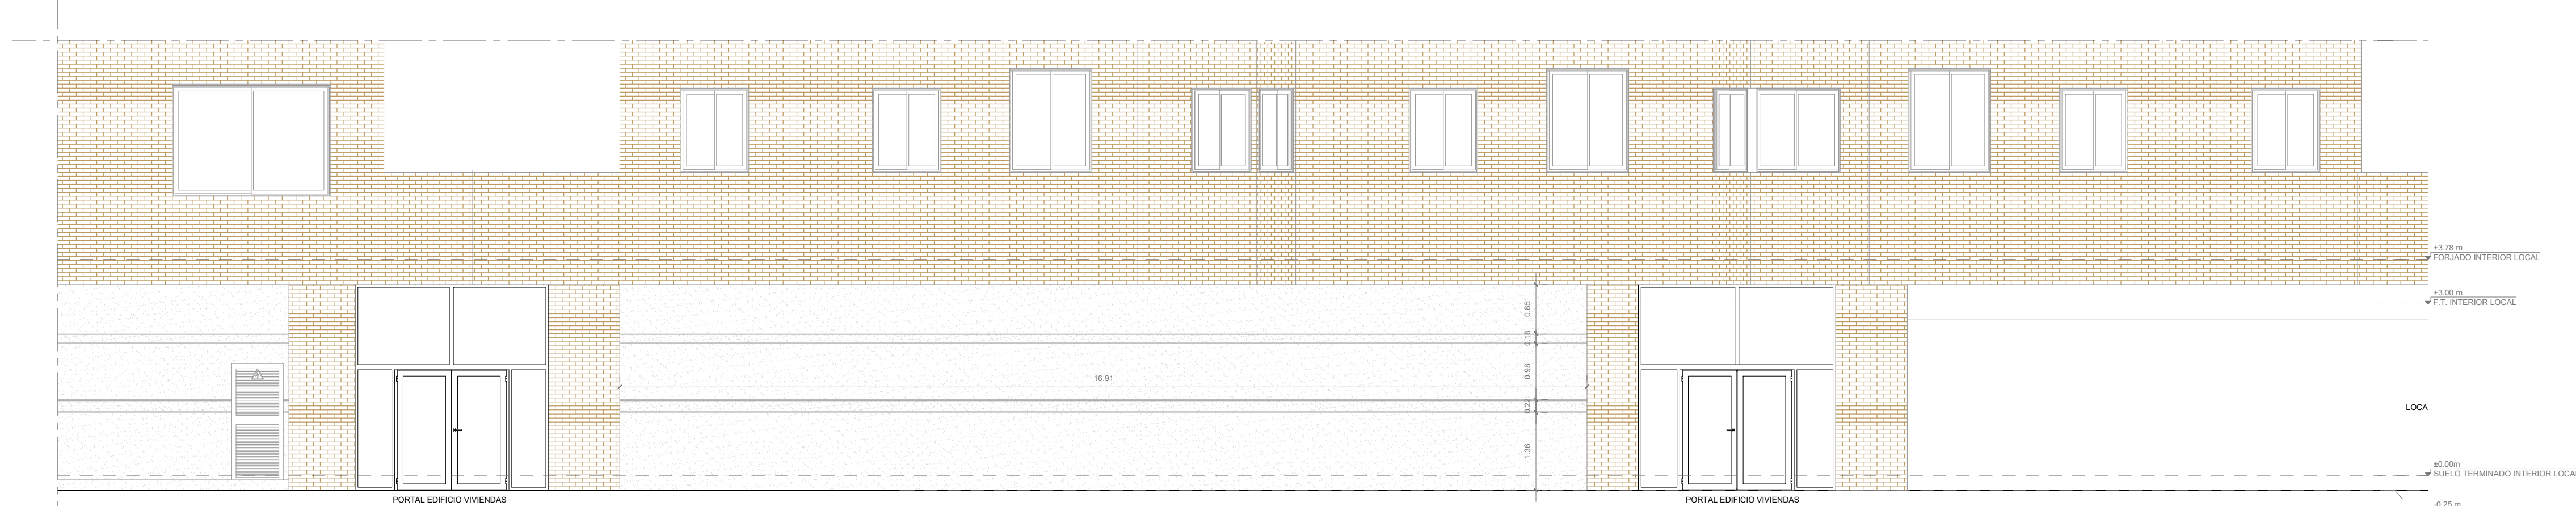 +3.78 m
FORJADO INTERIOR LOCAL
+3.00 m
F.T. INTERIOR LOCAL
0.85
0.18
0.98
16.91
0.22
LOCA
1.36
±0.00m
SUELO TERMINADO INTERIOR LOCAL
PORTAL EDIFICIO VIVIENDAS
PORTAL EDIFICIO VIVIENDAS
-0.25 m